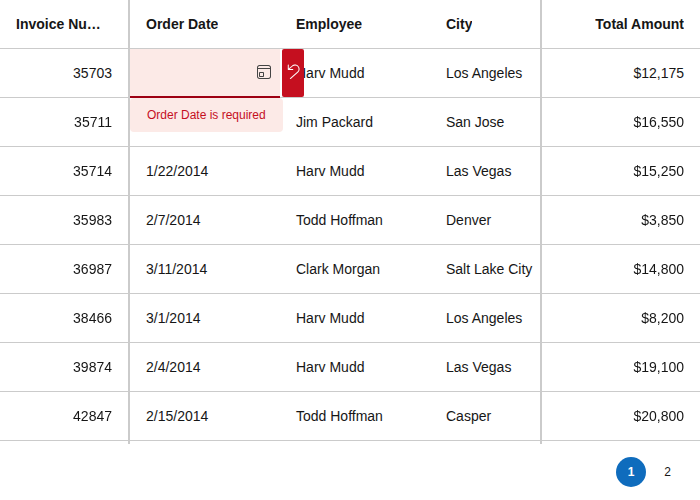 Invoice Nu… Order Date Employee City Total Amount
35703 Harv Mudd Los Angeles $12,175
35711 Order Date is required Jim Packard San Jose $16,550
35714 1/22/2014 Harv Mudd Las Vegas $15,250
35983 2/7/2014 Todd Hoffman Denver $3,850
36987 3/11/2014 Clark Morgan Salt Lake City $14,800
38466 3/1/2014 Harv Mudd Los Angeles $8,200
39874 2/4/2014 Harv Mudd Las Vegas $19,100
42847 2/15/2014 Todd Hoffman Casper $20,800
1 2